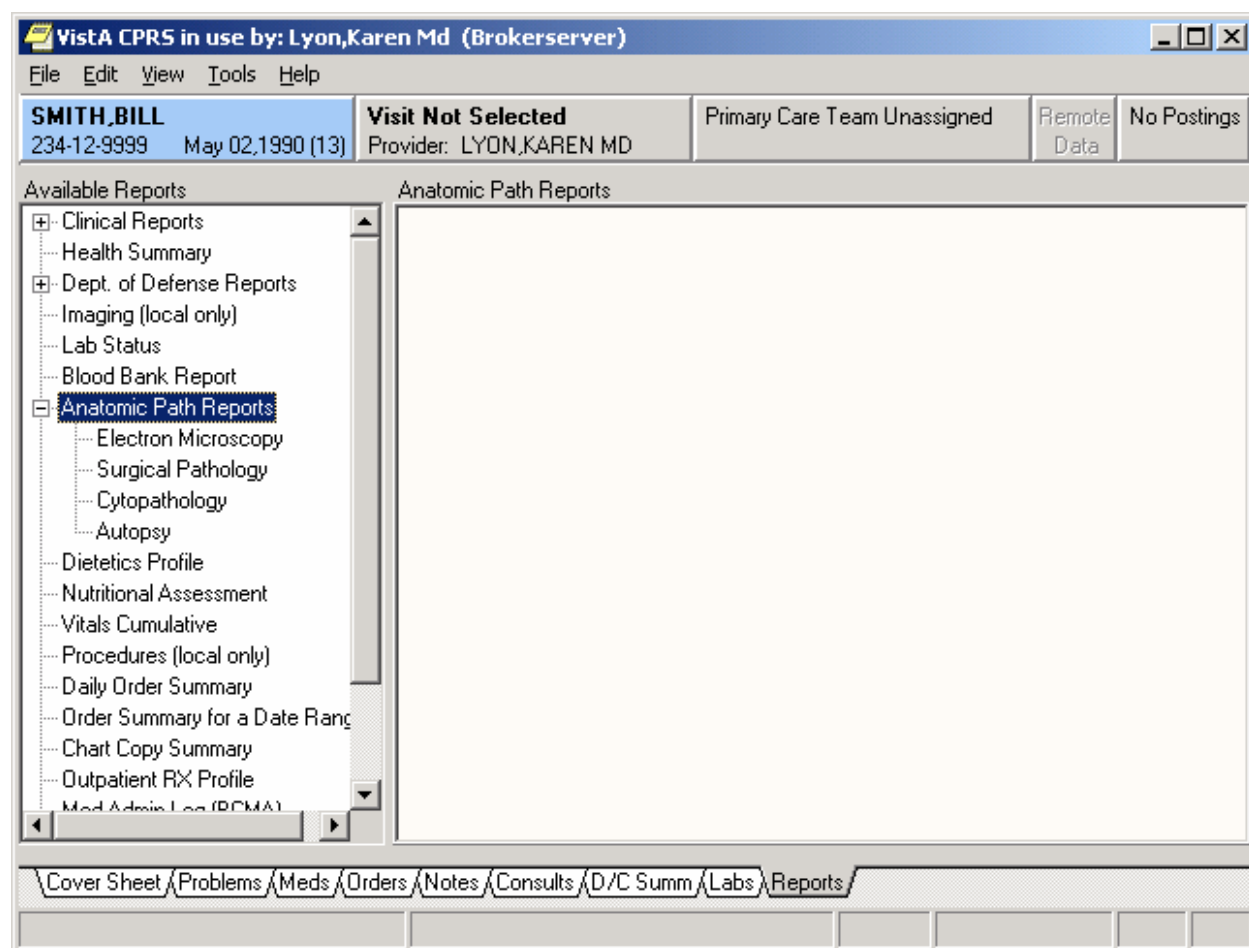 VistA CPRS in use by: Lyon,Karen Md (Brokerserver)
File Edit View Tools Help
SMITH,BILL
234-12-9999 May 02,1990 (13)
Visit Not Selected
Provider: LYON,KAREN MD
Primary Care Team Unassigned
Remote
Data
No Postings
Available Reports
Clinical Reports
Health Summary
Dept. of Defense Reports
Imaging (local only)
Lab Status
Blood Bank Report
Anatomic Path Reports
Electron Microscopy
Surgical Pathology
Cytopathology
Autopsy
Dietetics Profile
Nutritional Assessment
Vitals Cumulative
Procedures (local only)
Daily Order Summary
Order Summary for a Date Rang
Chart Copy Summary
Outpatient RX Profile
Med Admin Log (BCMA)
Anatomic Path Reports
Cover Sheet Problems Meds Orders Notes Consults D/C Summ Labs Reports